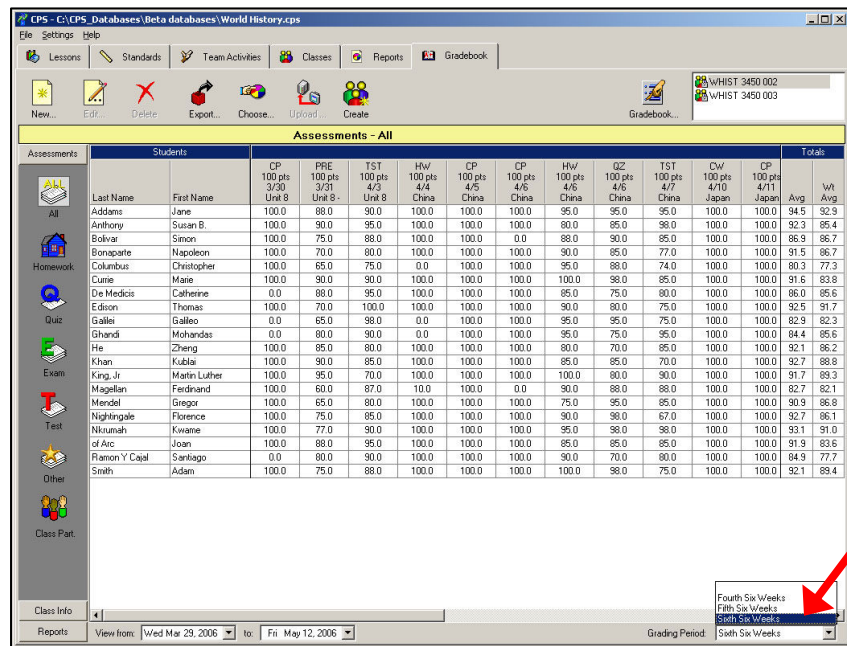 CPS - C:\CPS_Databases\Beta databases\World History.cps
File Settings Help
Lessons Standards Team Activities Classes Reports Gradebook
New... Edit... Delete Export... Choose... Upload... Create Gradebook...
WHIST 3450 002
WHIST 3450 003
Assessments - All
Assessments Students Totals
CP PRE TST HW CP CP HW QZ TST CW CP
100 pts 100 pts 100 pts 100 pts 100 pts 100 pts 100 pts 100 pts 100 pts 100 pts 100 pts
3/30 3/31 4/3 4/4 4/5 4/6 4/6 4/6 4/7 4/10 4/11 Wt
Last Name First Name Unit 8 Unit 8 - Unit 8 China China China China China China Japan Japan Avg Avg
Addams Jane 100.0 88.0 90.0 100.0 100.0 100.0 95.0 95.0 95.0 100.0 100.0 94.5 92.9
Anthony Susan B. 100.0 90.0 95.0 100.0 100.0 100.0 80.0 85.0 98.0 100.0 100.0 92.3 85.4
Bolivar Simon 100.0 75.0 88.0 100.0 100.0 0.0 88.0 90.0 85.0 100.0 100.0 86.9 86.7
Bonaparte Napoleon 100.0 70.0 80.0 100.0 100.0 100.0 90.0 85.0 77.0 100.0 100.0 91.5 86.7
Columbus Christopher 100.0 65.0 75.0 0.0 100.0 100.0 95.0 88.0 74.0 100.0 100.0 80.3 77.3
Currie Marie 100.0 90.0 90.0 100.0 100.0 100.0 100.0 98.0 85.0 100.0 100.0 91.6 83.8
De Medicis Catherine 0.0 88.0 95.0 100.0 100.0 100.0 85.0 75.0 80.0 100.0 100.0 86.0 85.6
Edison Thomas 100.0 70.0 100.0 100.0 100.0 100.0 90.0 80.0 75.0 100.0 100.0 92.5 91.7
Galilei Galileo 0.0 65.0 98.0 0.0 100.0 100.0 95.0 95.0 75.0 100.0 100.0 82.9 82.3
Ghandi Mohandas 0.0 80.0 90.0 0.0 100.0 100.0 95.0 75.0 95.0 100.0 100.0 84.4 85.6
He Zheng 100.0 85.0 80.0 100.0 100.0 100.0 80.0 70.0 85.0 100.0 100.0 92.1 86.2
Khan Kublai 100.0 90.0 85.0 100.0 100.0 100.0 85.0 85.0 70.0 100.0 100.0 92.7 88.8
King, Jr Martin Luther 100.0 95.0 70.0 100.0 100.0 100.0 100.0 80.0 90.0 100.0 100.0 91.7 89.3
Magellan Ferdinand 100.0 60.0 87.0 10.0 100.0 0.0 90.0 88.0 88.0 100.0 100.0 82.7 82.1
Mendel Gregor 100.0 65.0 80.0 100.0 100.0 100.0 75.0 95.0 85.0 100.0 100.0 90.9 86.8
Nightingale Florence 100.0 75.0 85.0 100.0 100.0 100.0 90.0 98.0 67.0 100.0 100.0 92.7 86.1
Nkrumah Kwame 100.0 77.0 90.0 100.0 100.0 100.0 95.0 98.0 98.0 100.0 100.0 93.1 91.0
of Arc Joan 100.0 88.0 95.0 100.0 100.0 100.0 85.0 85.0 85.0 100.0 100.0 91.9 83.6
Ramon Y Cajal Santiago 0.0 80.0 90.0 100.0 100.0 100.0 90.0 70.0 80.0 100.0 100.0 84.9 77.7
Smith Adam 100.0 75.0 88.0 100.0 100.0 100.0 100.0 98.0 75.0 100.0 100.0 92.1 89.4
All
Homework
Quiz
Exam
Test
Other
Class Part.
Class Info
Reports
Fourth Six Weeks
Fifth Six Weeks
Sixth Six Weeks
View from: Wed Mar 29, 2006 to: Fri May 12, 2006 Grading Period: Sixth Six Weeks